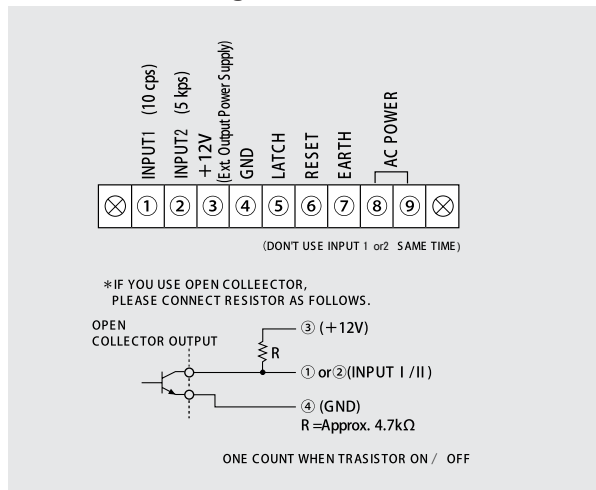 INPUT1 (10 cps)
INPUT2 (5 kps)
+12V
(Ext. Output Power Supply)
GND
LATCH
RESET
EARTH
AC POWER
① ② ③ ④ ⑤ ⑥ ⑦ ⑧ ⑨
(DON'T USE INPUT 1 or2 SAME TIME)
*IF YOU USE OPEN COLLEECTOR,
PLEASE CONNECT RESISTOR AS FOLLOWS.
OPEN
COLLECTOR OUTPUT
③ (+12V)
R
① or②(INPUT I /II)
④ (GND)
R =Approx. 4.7kΩ
ONE COUNT WHEN TRASISTOR ON / OFF